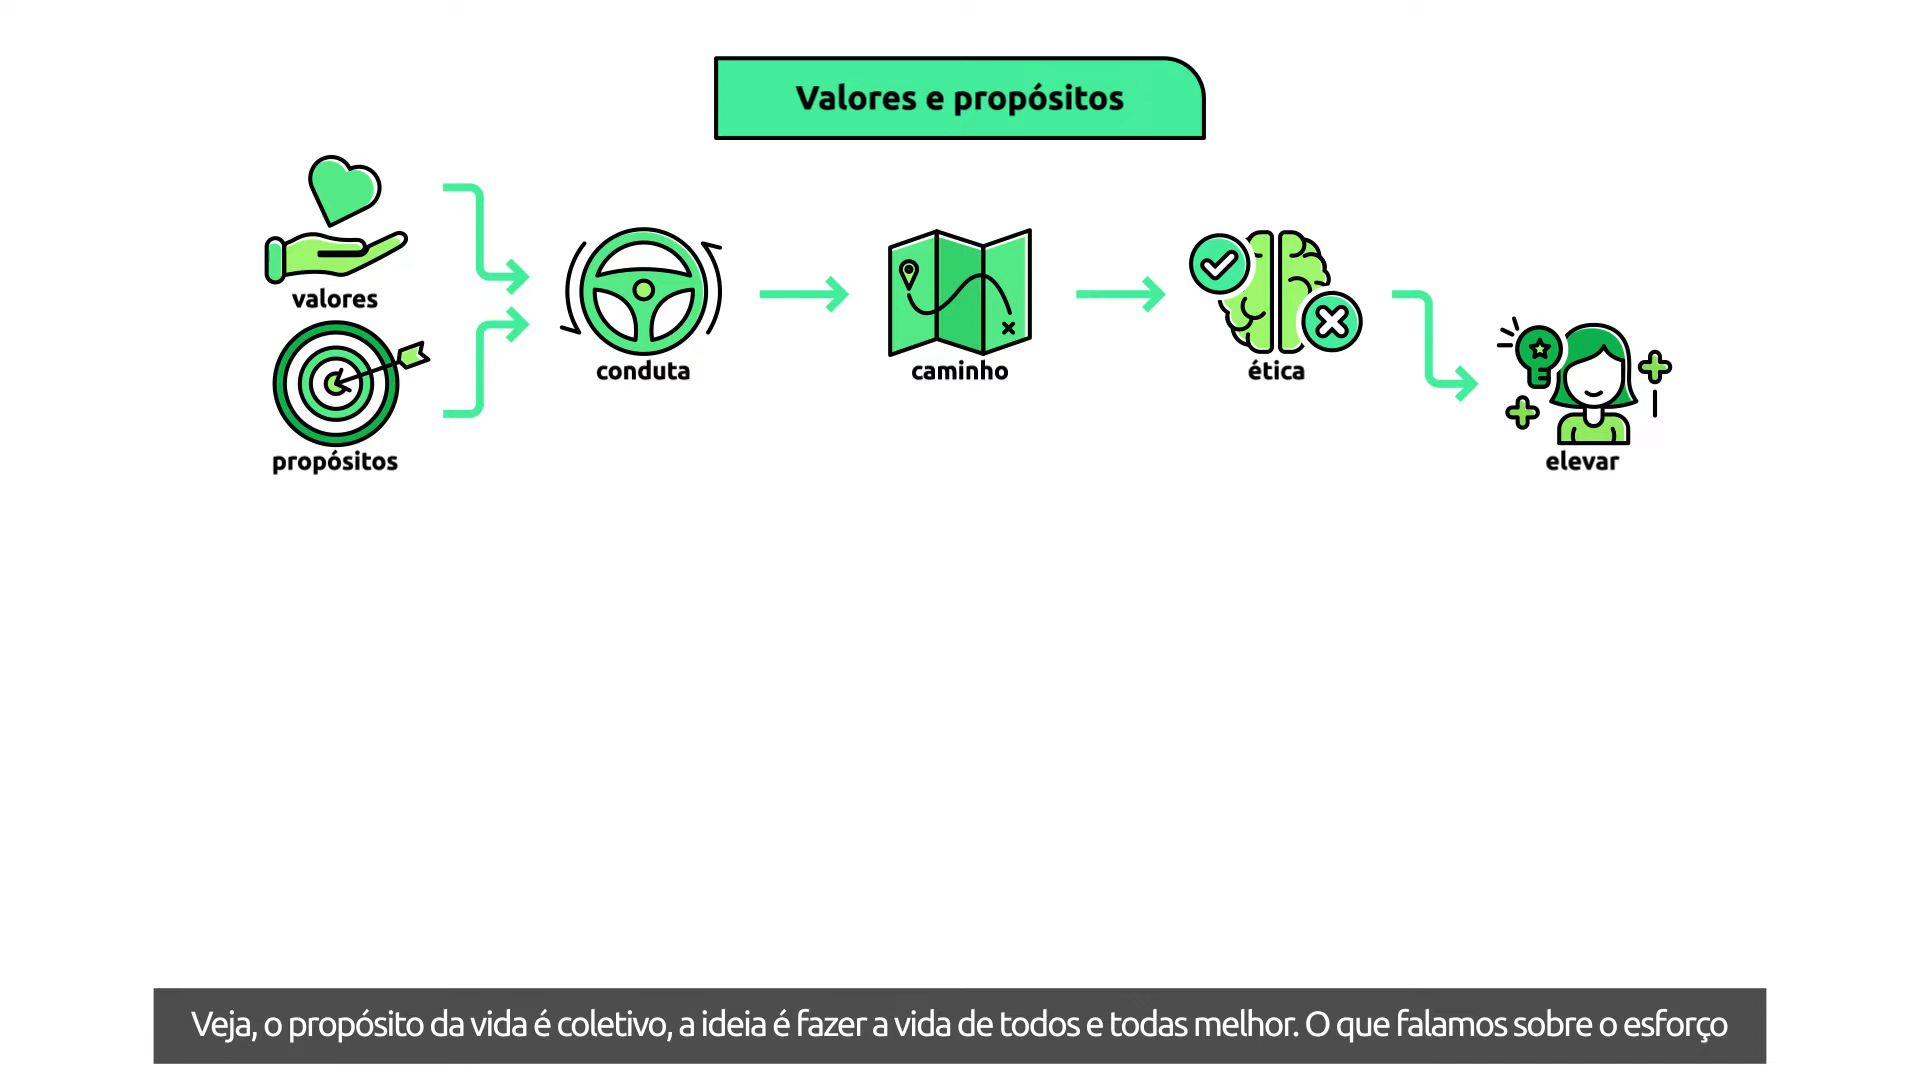 Valores e propósitos
valores
propósitos
conduta
caminho
ética
elevar
Veja, o propósito da vida é coletivo, a ideia é fazer a vida de todos e todas melhor. O que falamos sobre o esforço